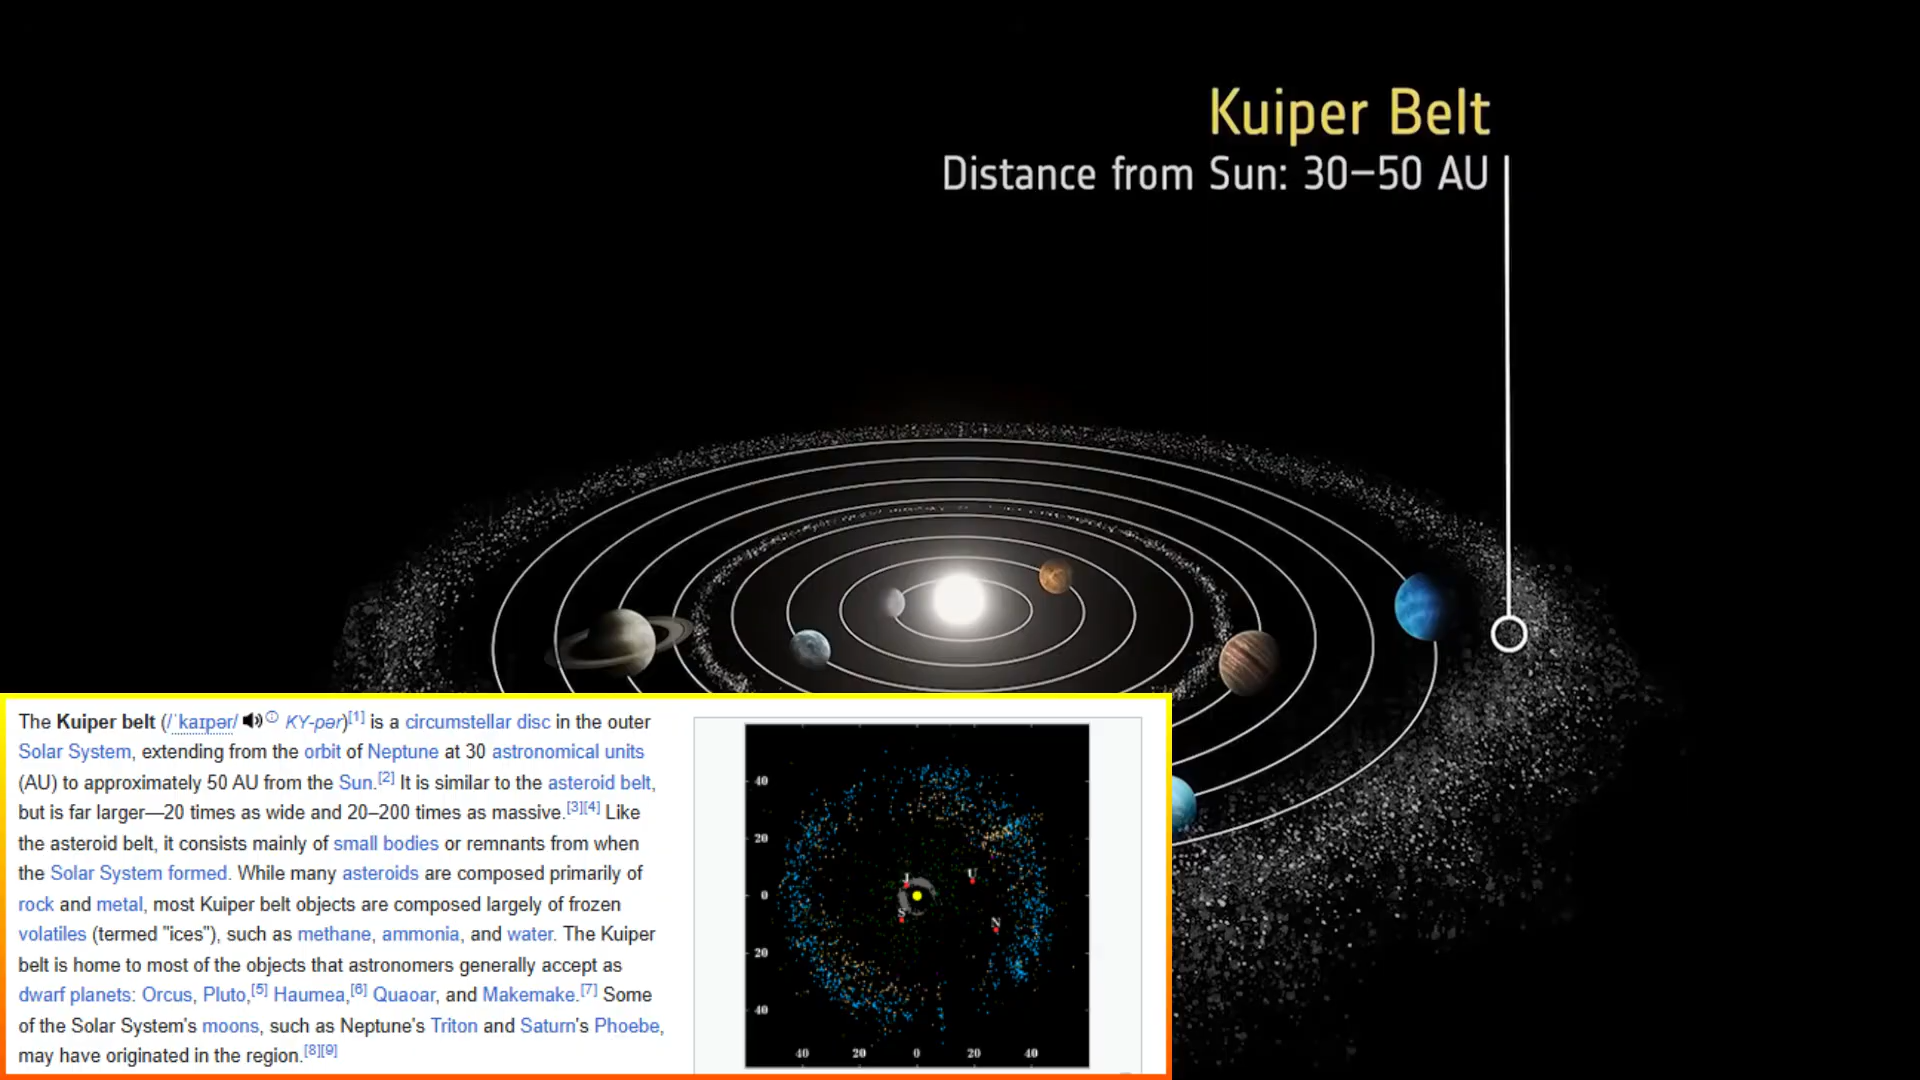 Kuiper Belt
Distance from Sun: 30–50 AU
The Kuiper belt (/ˈkaɪpər/ KY-pər)[1] is a circumstellar disc in the outer
Solar System, extending from the orbit of Neptune at 30 astronomical units
(AU) to approximately 50 AU from the Sun.[2] It is similar to the asteroid belt,
but is far larger—20 times as wide and 20–200 times as massive.[3][4] Like
the asteroid belt, it consists mainly of small bodies or remnants from when
the Solar System formed. While many asteroids are composed primarily of
rock and metal, most Kuiper belt objects are composed largely of frozen
volatiles (termed "ices"), such as methane, ammonia, and water. The Kuiper
belt is home to most of the objects that astronomers generally accept as
dwarf planets: Orcus, Pluto,[5] Haumea,[6] Quaoar, and Makemake.[7] Some
of the Solar System's moons, such as Neptune's Triton and Saturn's Phoebe,
may have originated in the region.[8][9]
40
20
0
20
40
J
U
S
N
40 20 0 20 40